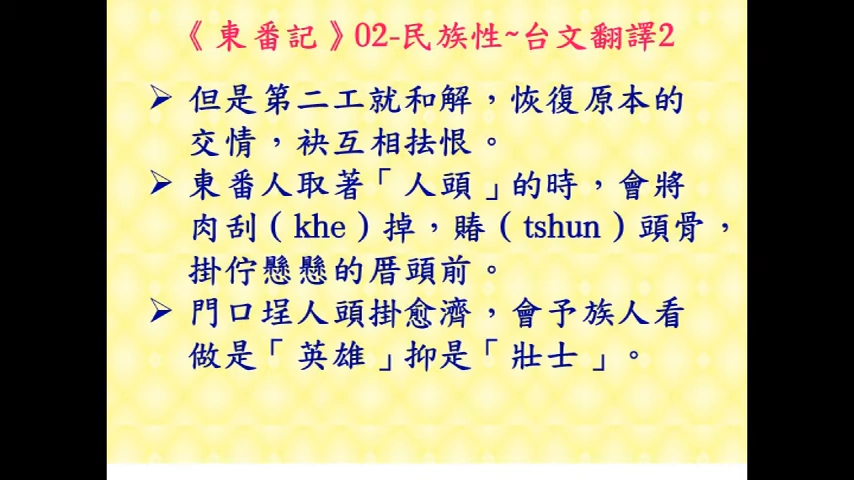 《東番記》02-民族性~台文翻譯2
➢ 但是第二工就和解，恢復原本的
交情，袂互相抾恨。
➢ 東番人取著「人頭」的時，會將
肉刮（khe）掉，賰（tshun）頭骨，
掛佇懸懸的厝頭前。
➢ 門口埕人頭掛愈濟，會予族人看
做是「英雄」抑是「壯士」。